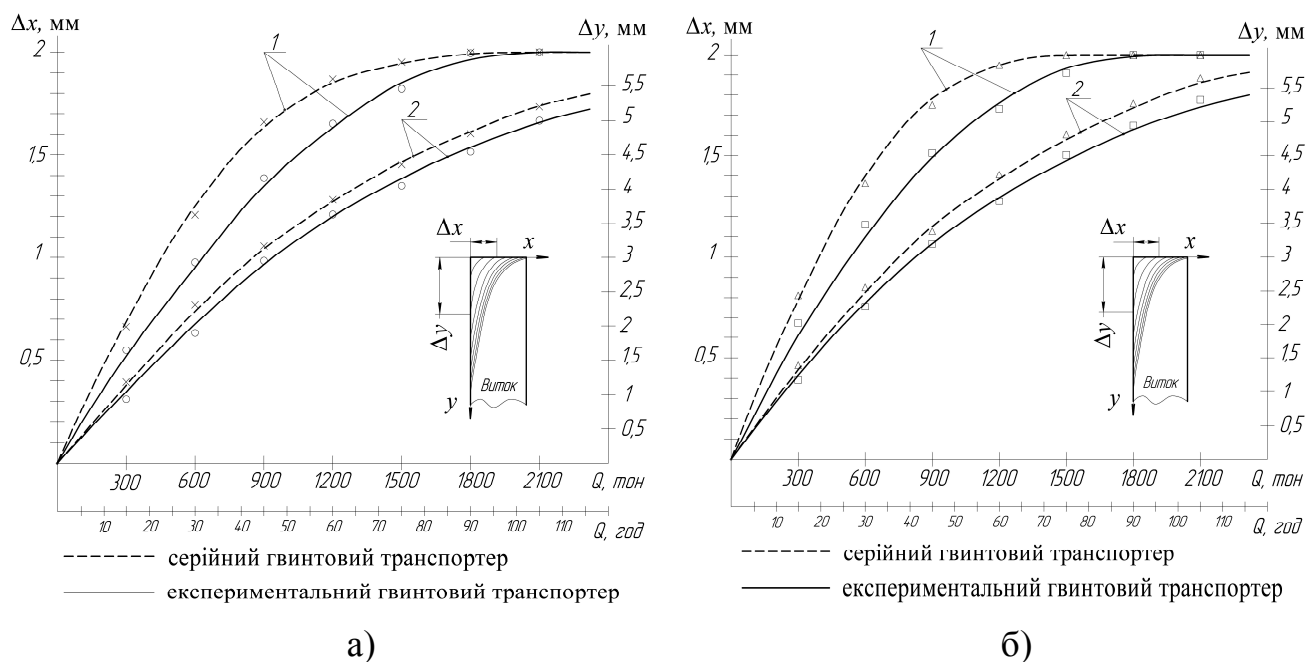 Δx, мм
Δy, мм
2
1,5
1
0,5
5,5
5
4,5
4
3,5
3
2,5
2
1,5
1
0,5
1
2
Δx
x
Δy
Виток
y
300 600 900 1200 1500 1800 2100 Q, тон
10 20 30 40 50 60 70 80 90 100 110 Q, год
серійний гвинтовий транспортер
експериментальний гвинтовий транспортер
а)
Δx, мм
Δy, мм
2
1,5
1
0,5
5,5
5
4,5
4
3,5
3
2,5
2
1,5
1
0,5
1
2
Δx
x
Δy
Виток
y
300 600 900 1200 1500 1800 2100 Q, тон
10 20 30 40 50 60 70 80 90 100 110 Q, год
серійний гвинтовий транспортер
експериментальний гвинтовий транспортер
б)